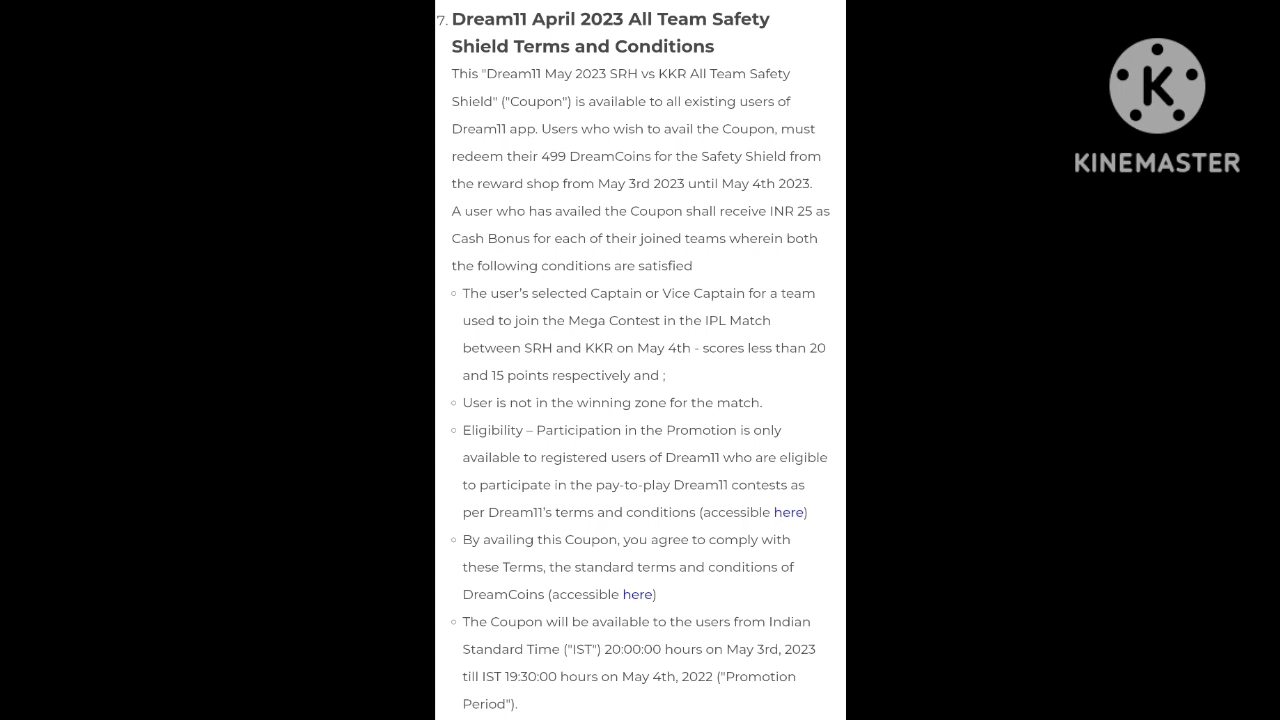 7. Dream11 April 2023 All Team Safety
Shield Terms and Conditions
This "Dream11 May 2023 SRH vs KKR All Team Safety
Shield" ("Coupon") is available to all existing users of
Dream11 app. Users who wish to avail the Coupon, must
redeem their 499 DreamCoins for the Safety Shield from
the reward shop from May 3rd 2023 until May 4th 2023.
A user who has availed the Coupon shall receive INR 25 as
Cash Bonus for each of their joined teams wherein both
the following conditions are satisfied
◦ The user's selected Captain or Vice Captain for a team
used to join the Mega Contest in the IPL Match
between SRH and KKR on May 4th - scores less than 20
and 15 points respectively and ;
◦ User is not in the winning zone for the match.
◦ Eligibility – Participation in the Promotion is only
available to registered users of Dream11 who are eligible
to participate in the pay-to-play Dream11 contests as
per Dream11's terms and conditions (accessible here)
◦ By availing this Coupon, you agree to comply with
these Terms, the standard terms and conditions of
DreamCoins (accessible here)
◦ The Coupon will be available to the users from Indian
Standard Time ("IST") 20:00:00 hours on May 3rd, 2023
till IST 19:30:00 hours on May 4th, 2022 ("Promotion
Period").
K
KINEMASTER